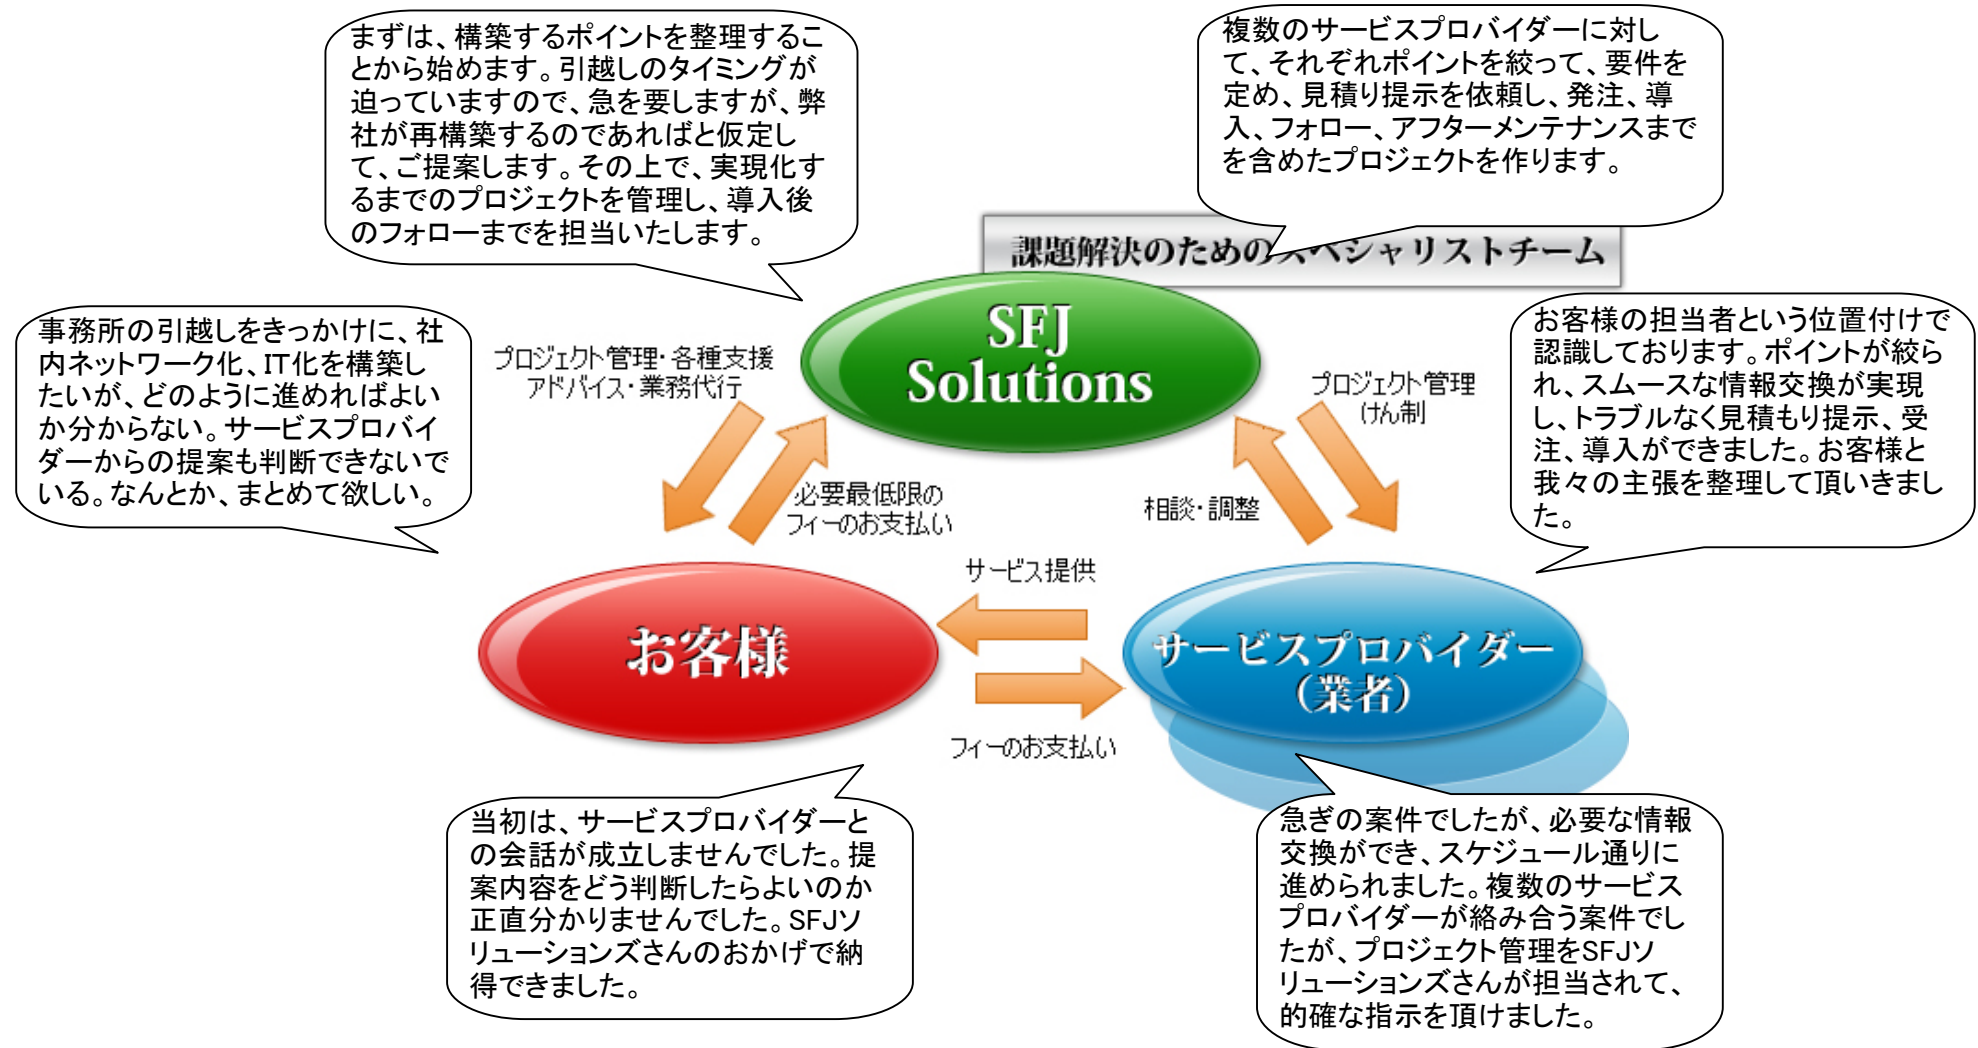 まずは、構築するポイントを整理するこ
とから始めます。引越しのタイミングが
迫っていますので、急を要しますが、弊
社が再構築するのであればと仮定し
て、ご提案します。その上で、実現化す
るまでのプロジェクトを管理し、導入後
のフォローまでを担当いたします。
複数のサービスプロバイダーに対し
て、それぞれポイントを絞って、要件を
定め、見積り提示を依頼し、発注、導
入、フォロー、アフターメンテナンスまで
を含めたプロジェクトを作ります。
課題解決のためのスペシャリストチーム
SFJ
Solutions
事務所の引越しをきっかけに、社
内ネットワーク化、IT化を構築し
たいが、どのように進めればよい
か分からない。サービスプロバイ
ダーからの提案も判断できないで
いる。なんとか、まとめて欲しい。
プロジェクト管理・各種支援
アドバイス・業務代行
プロジェクト管理
けん制
お客様の担当者という位置付けで
認識しております。ポイントが絞ら
れ、スムースな情報交換が実現
し、トラブルなく見積もり提示、受
注、導入ができました。お客様と
我々の主張を整理して頂いきまし
た。
必要最低限の
フィーのお支払い
相談・調整
サービス提供
お客様
サービスプロバイダー
（業者）
フィーのお支払い
当初は、サービスプロバイダーと
の会話が成立しませんでした。提
案内容をどう判断したらよいのか
正直分かりませんでした。SFJソ
リューションズさんのおかげで納
得できました。
急ぎの案件でしたが、必要な情報
交換ができ、スケジュール通りに
進められました。複数のサービス
プロバイダーが絡み合う案件でし
たが、プロジェクト管理をSFJソ
リューションズさんが担当されて、
的確な指示を頂けました。